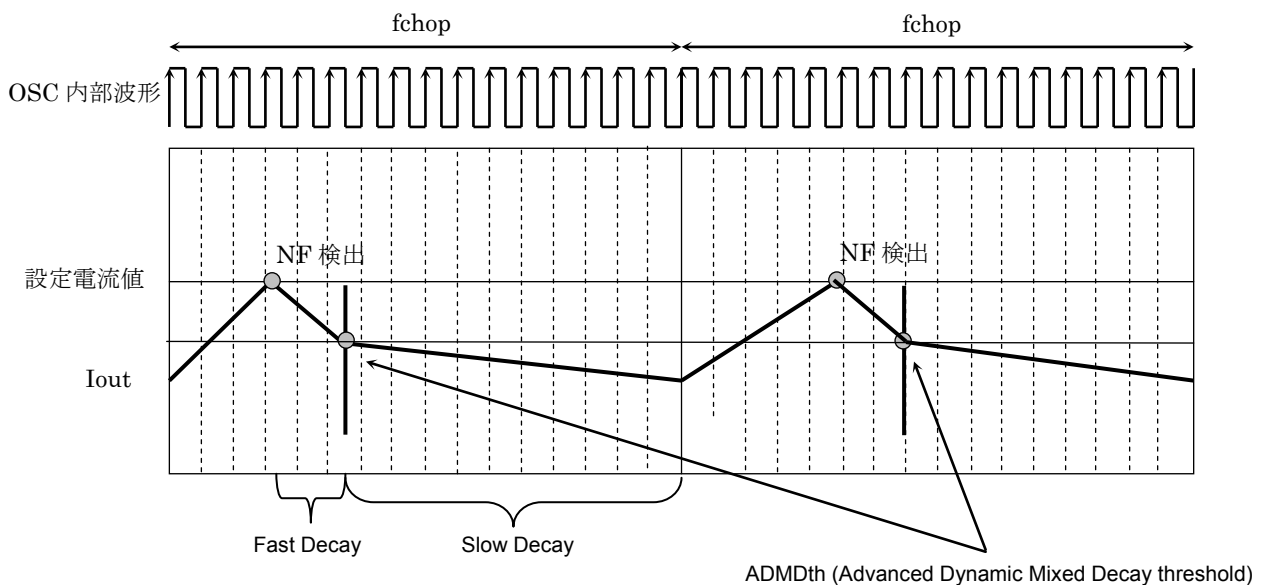 fchop
fchop
OSC 内部波形
NF 検出
NF 検出
設定電流値
Iout
Fast Decay
Slow Decay
ADMDth (Advanced Dynamic Mixed Decay threshold)